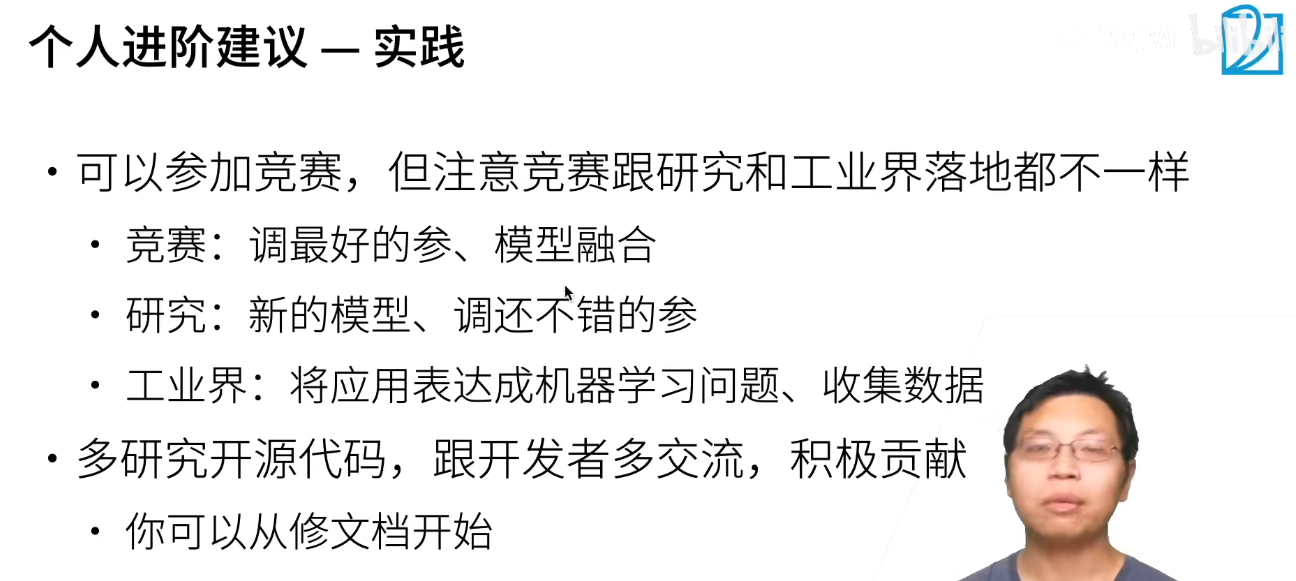 个人进阶建议 — 实践
• 可以参加竞赛，但注意竞赛跟研究和工业界落地都不一样
• 竞赛：调最好的参、模型融合
• 研究：新的模型、调还不错的参
• 工业界：将应用表达成机器学习问题、收集数据
• 多研究开源代码，跟开发者多交流，积极贡献
• 你可以从修文档开始